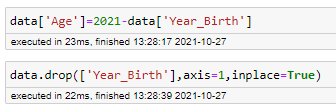 data['Age']=2021-data['Year_Birth']
executed in 23ms, finished 13:28:17 2021-10-27
data.drop(['Year_Birth'],axis=1,inplace=True)
executed in 22ms, finished 13:28:39 2021-10-27